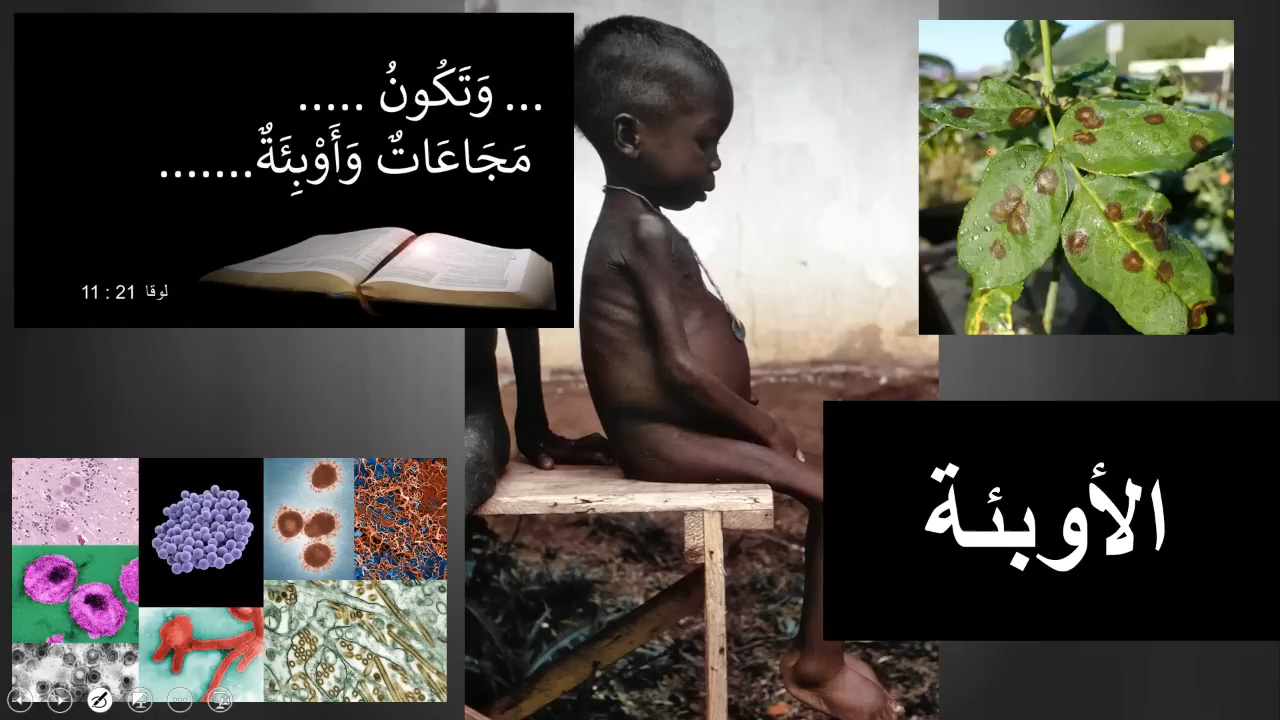 ... وَتَكُونُ .....
مَجَاعَاتٌ وَأَوْبِئَةٌ.......
لوقا 21 : 11
الأوبئة